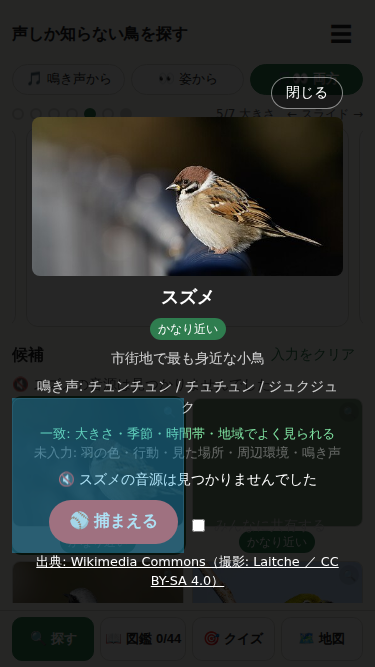 声しか知らない鳥を探す
☰
🎵 鳴き声から
👀 姿から
5/7 大きさ ← スライド →
閉じる
スズメ
かなり近い
市街地で最も身近な小鳥
候補
入力をクリア
鳴き声: チュンチュン / チュチュン / ジュクジュ
ク
一致: 大きさ・季節・時間帯・地域でよく見られる
未入力: 羽の色・行動・見た場所・周辺環境・鳴き声
🔇 スズメの音源は見つかりませんでした
捕まえる
かなり近い
出典: Wikimedia Commons（撮影: Laitche ／ CC
BY-SA 4.0）
🔍 探す
📖 図鑑 0/44
🎯 クイズ
🗺️ 地図